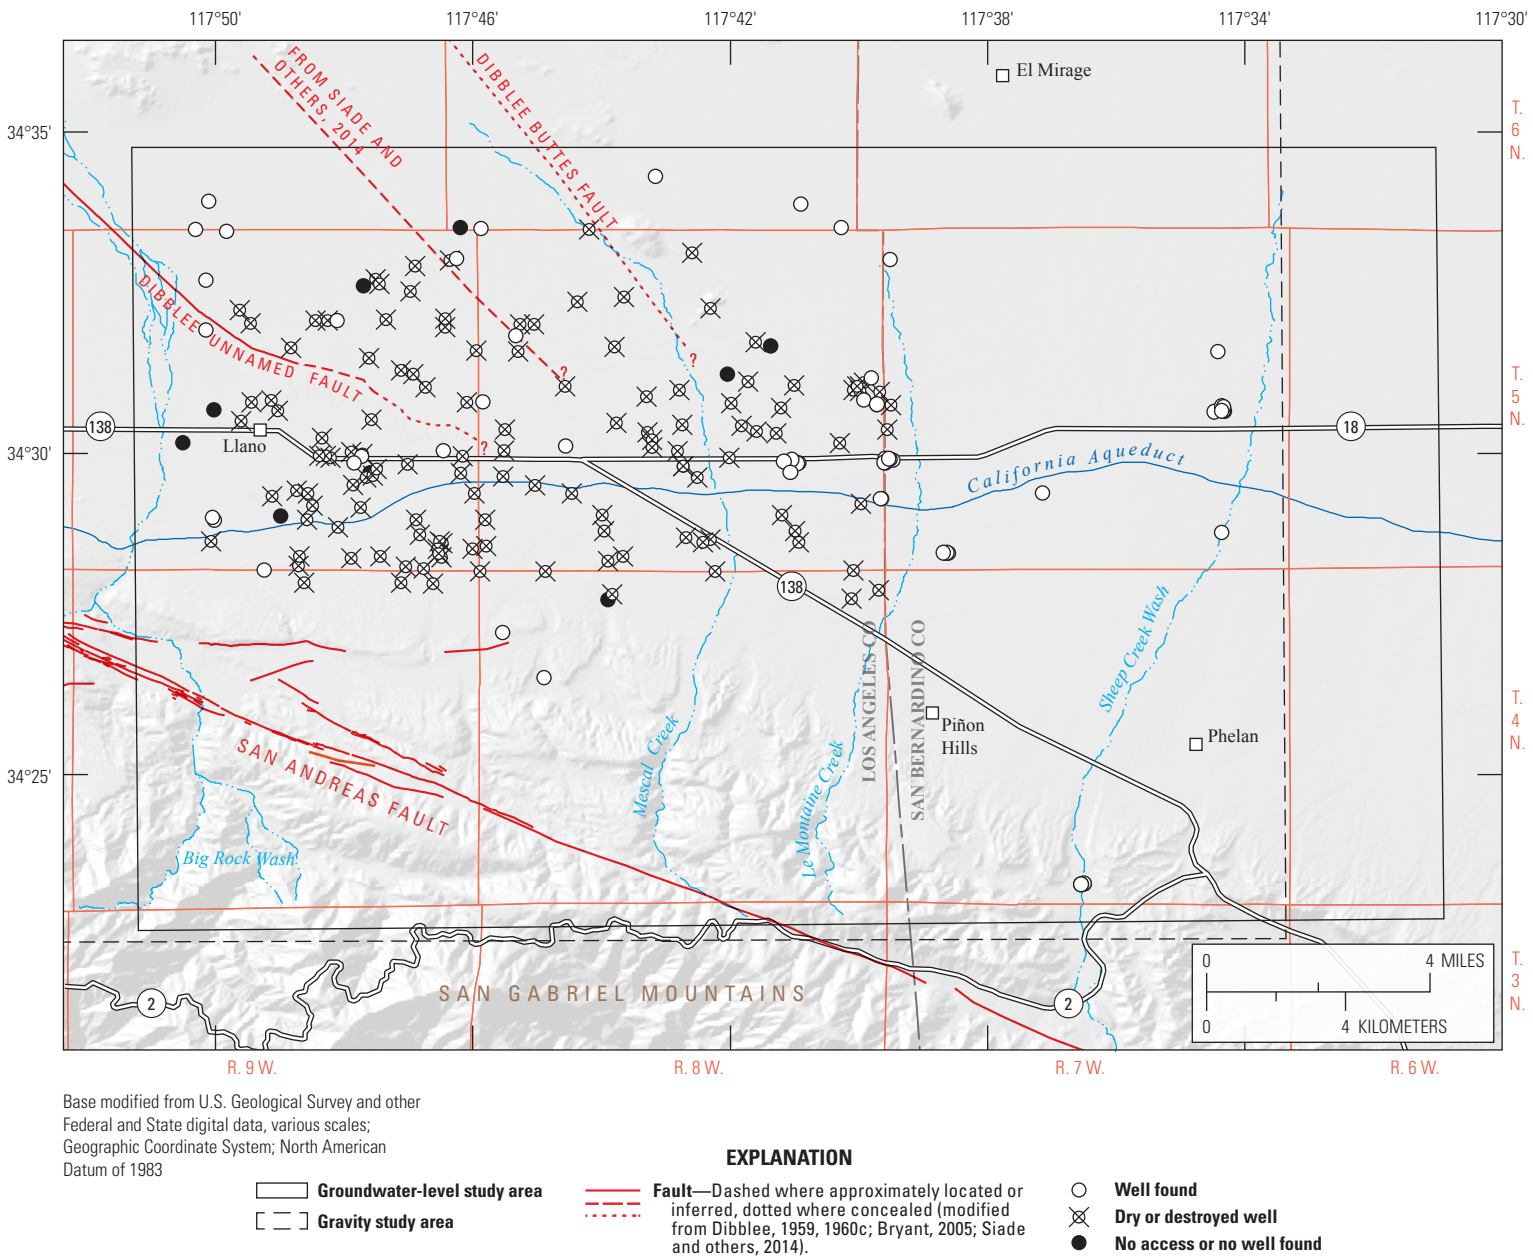 117°50'
117°46'
117°42'
117°38'
117°34'
117°30'
34°35'
34°30'
34°25'
T.
6
N.
T.
5
N.
T.
4
N.
T.
3
N.
El Mirage
FROM SIADE AND
OTHERS, 2014
DIBBLEE BUTTES FAULT
DIBBLEE UNNAMED FAULT
?
?
?
138
Llano
18
California Aqueduct
138
LOS ANGELES CO
SAN BERNARDINO CO
Sheep Creek Wash
Mescal Creek
Le Montaine Creek
Piñon
Hills
Phelan
SAN ANDREAS FAULT
Big Rock Wash
SAN GABRIEL MOUNTAINS
2
2
0
4 MILES
0
4 KILOMETERS
R. 9 W.
R. 8 W.
R. 7 W.
R. 6 W.
Base modified from U.S. Geological Survey and other
Federal and State digital data, various scales;
Geographic Coordinate System; North American
Datum of 1983
EXPLANATION
Groundwater-level study area
Gravity study area
Fault—Dashed where approximately located or
inferred, dotted where concealed (modified
from Dibblee, 1959, 1960c; Bryant, 2005; Siade
and others, 2014).
Well found
Dry or destroyed well
No access or no well found